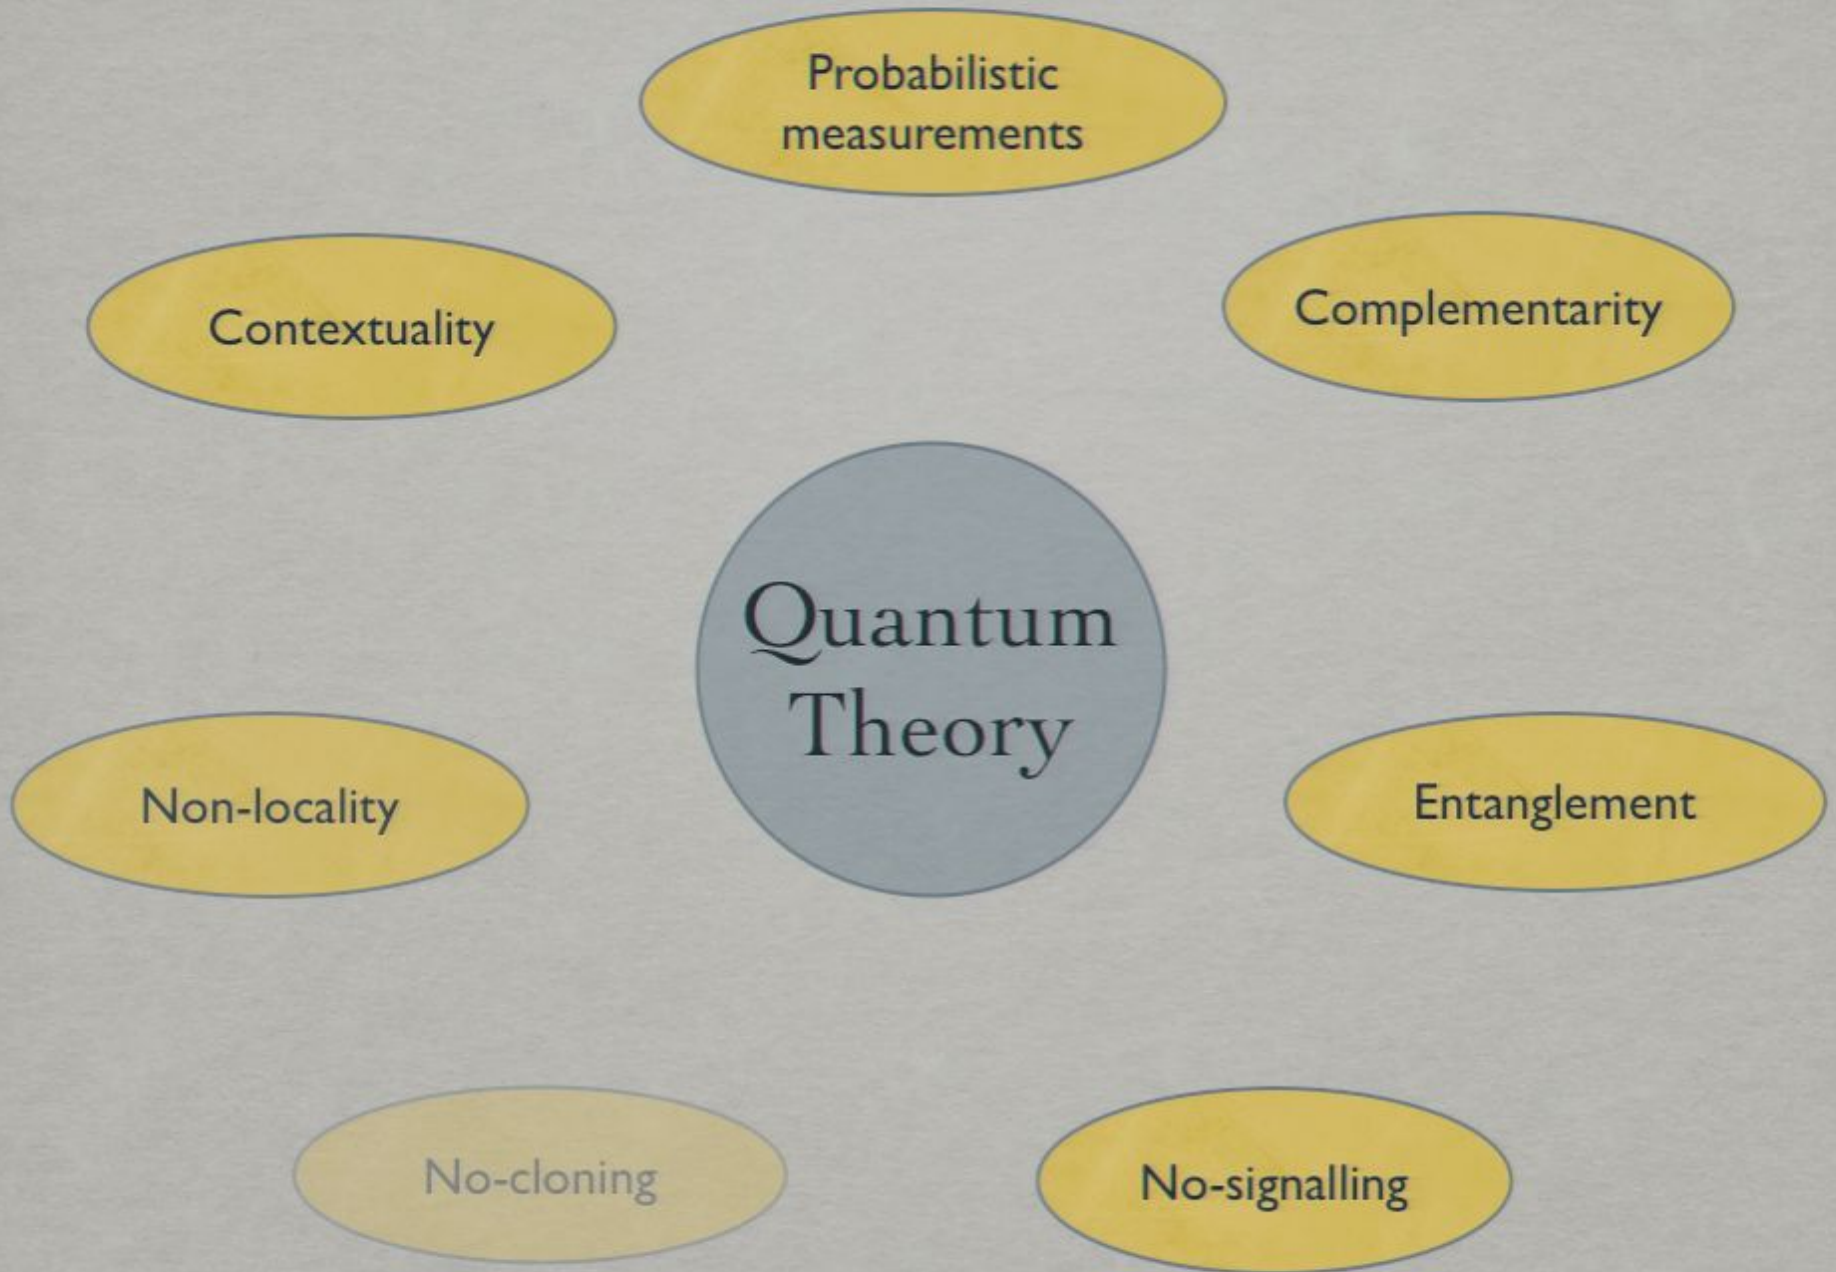 Probabilistic
measurements
Contextuality
Complementarity
Quantum
Theory
Non-locality
Entanglement
No-cloning
No-signalling